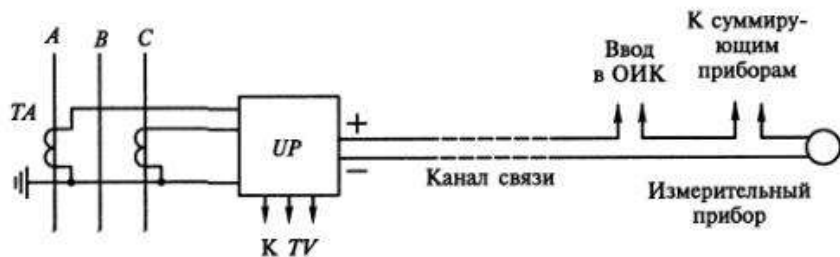 A B C
TA
UP
+
−
К TV
Канал связи
Ввод
в ОИК
К суммиру-
ющим
приборам
Измерительный
прибор